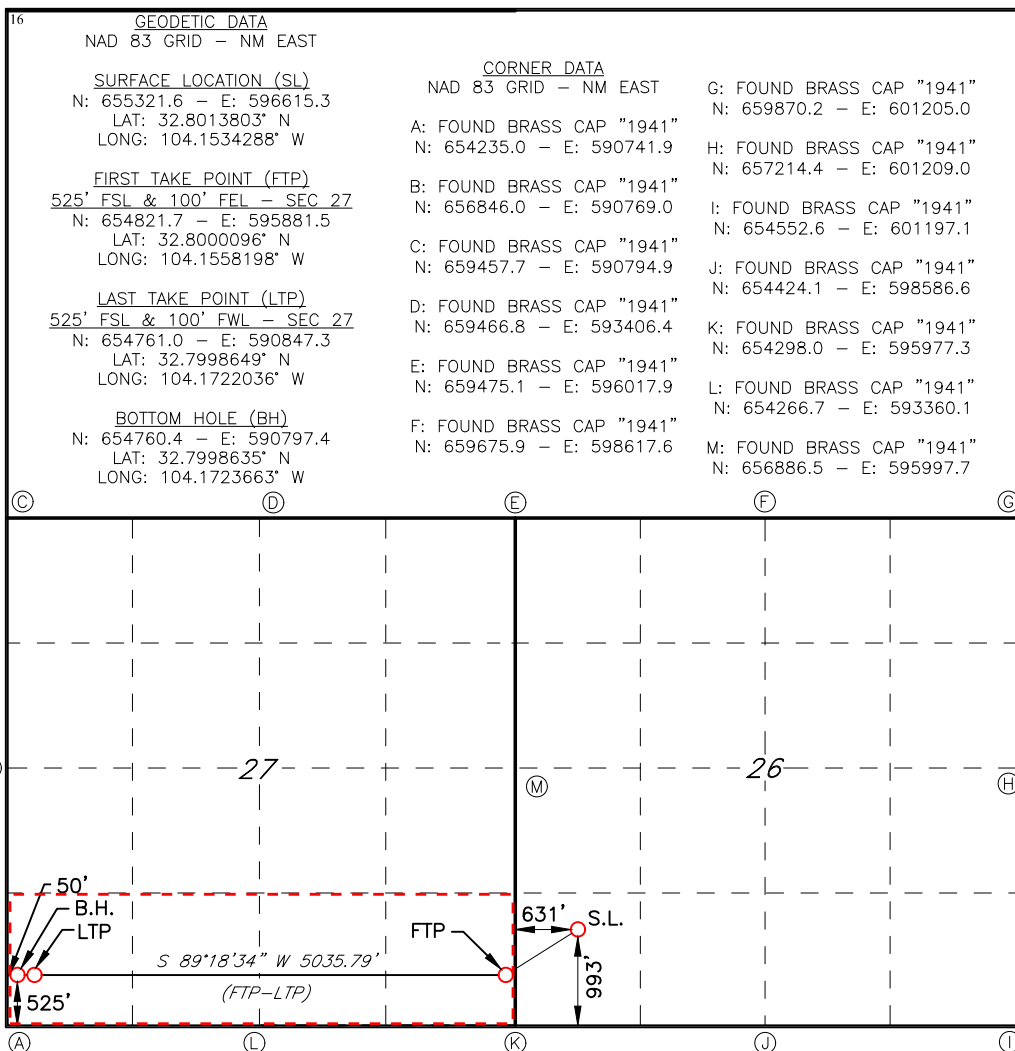 16
GEODETIC DATA
NAD 83 GRID – NM EAST
SURFACE LOCATION (SL)
N: 655321.6 – E: 596615.3
LAT: 32.8013803° N
LONG: 104.1534288° W
FIRST TAKE POINT (FTP)
525' FSL & 100' FEL – SEC 27
N: 654821.7 – E: 595881.5
LAT: 32.8000096° N
LONG: 104.1558198° W
LAST TAKE POINT (LTP)
525' FSL & 100' FWL – SEC 27
N: 654761.0 – E: 590847.3
LAT: 32.7998649° N
LONG: 104.1722036° W
BOTTOM HOLE (BH)
N: 654760.4 – E: 590797.4
LAT: 32.7998635° N
LONG: 104.1723663° W
CORNER DATA
NAD 83 GRID – NM EAST
A: FOUND BRASS CAP "1941"
N: 654235.0 – E: 590741.9
B: FOUND BRASS CAP "1941"
N: 656846.0 – E: 590769.0
C: FOUND BRASS CAP "1941"
N: 659457.7 – E: 590794.9
D: FOUND BRASS CAP "1941"
N: 659466.8 – E: 593406.4
E: FOUND BRASS CAP "1941"
N: 659475.1 – E: 596017.9
F: FOUND BRASS CAP "1941"
N: 659675.9 – E: 598617.6
G: FOUND BRASS CAP "1941"
N: 659870.2 – E: 601205.0
H: FOUND BRASS CAP "1941"
N: 657214.4 – E: 601209.0
I: FOUND BRASS CAP "1941"
N: 654552.6 – E: 601197.1
J: FOUND BRASS CAP "1941"
N: 654424.1 – E: 598586.6
K: FOUND BRASS CAP "1941"
N: 654298.0 – E: 595977.3
L: FOUND BRASS CAP "1941"
N: 654266.7 – E: 593360.1
M: FOUND BRASS CAP "1941"
N: 656886.5 – E: 595997.7
C D E F G
27 M 26 H
50'
B.H.
LTP
FTP
631'
S.L.
S 89°18'34" W 5035.79'
(FTP–LTP)
525'
993'
A L K J I